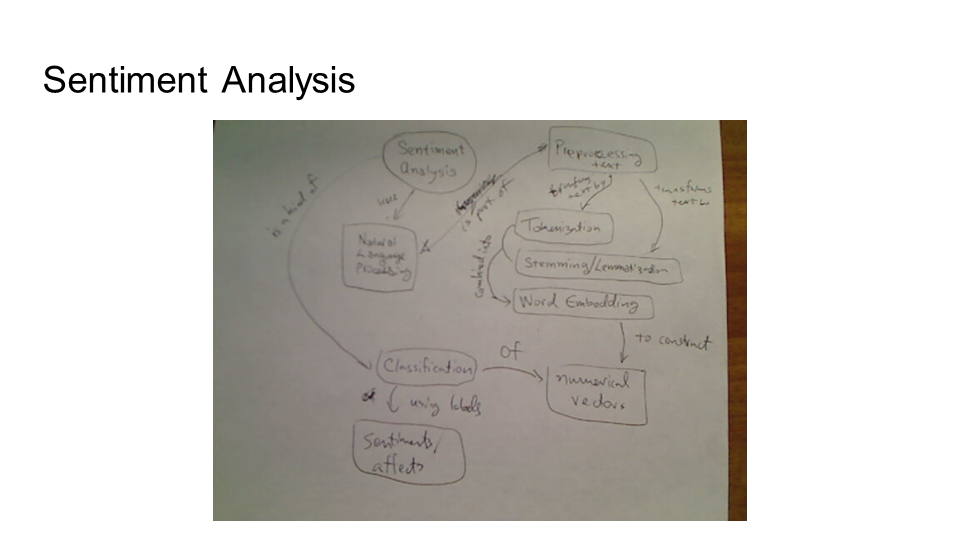 Sentiment Analysis
Sentiment
Analysis
Preprocessing
text
is a kind of
uses
is part of
transforms
text by
transforms
text by
Natural
Language
Processing
Tokenization
Stemming/Lemmatization
combined into
Word Embedding
to construct
Classification
of
numerical
vectors
using labels
Sentiments/
affects